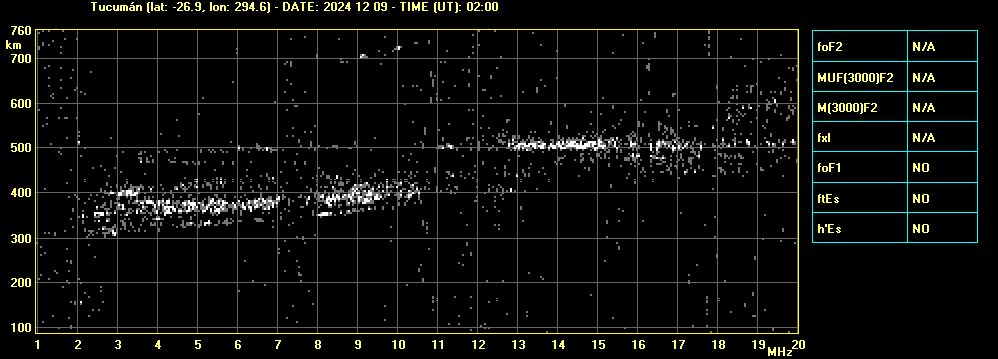 Tucumán (lat: -26.9, lon: 294.6) - DATE: 2024 12 09 - TIME (UT): 02:00
760
km
700
600
500
400
300
200
100
1 2 3 4 5 6 7 8 9 10 11 12 13 14 15 16 17 18 19 20
MHz
foF2 N/A
MUF(3000)F2 N/A
M(3000)F2 N/A
fxI N/A
foF1 NO
ftEs NO
h'Es NO